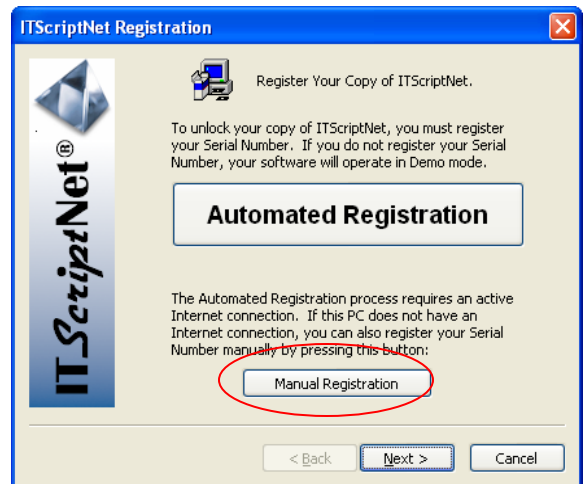 ITScriptNet Registration
ITScriptNet®
Register Your Copy of ITScriptNet.
To unlock your copy of ITScriptNet, you must register
your Serial Number. If you do not register your Serial
Number, your software will operate in Demo mode.
Automated Registration
The Automated Registration process requires an active
Internet connection. If this PC does not have an
Internet connection, you can also register your Serial
Number manually by pressing this button:
Manual Registration
< Back Next > Cancel